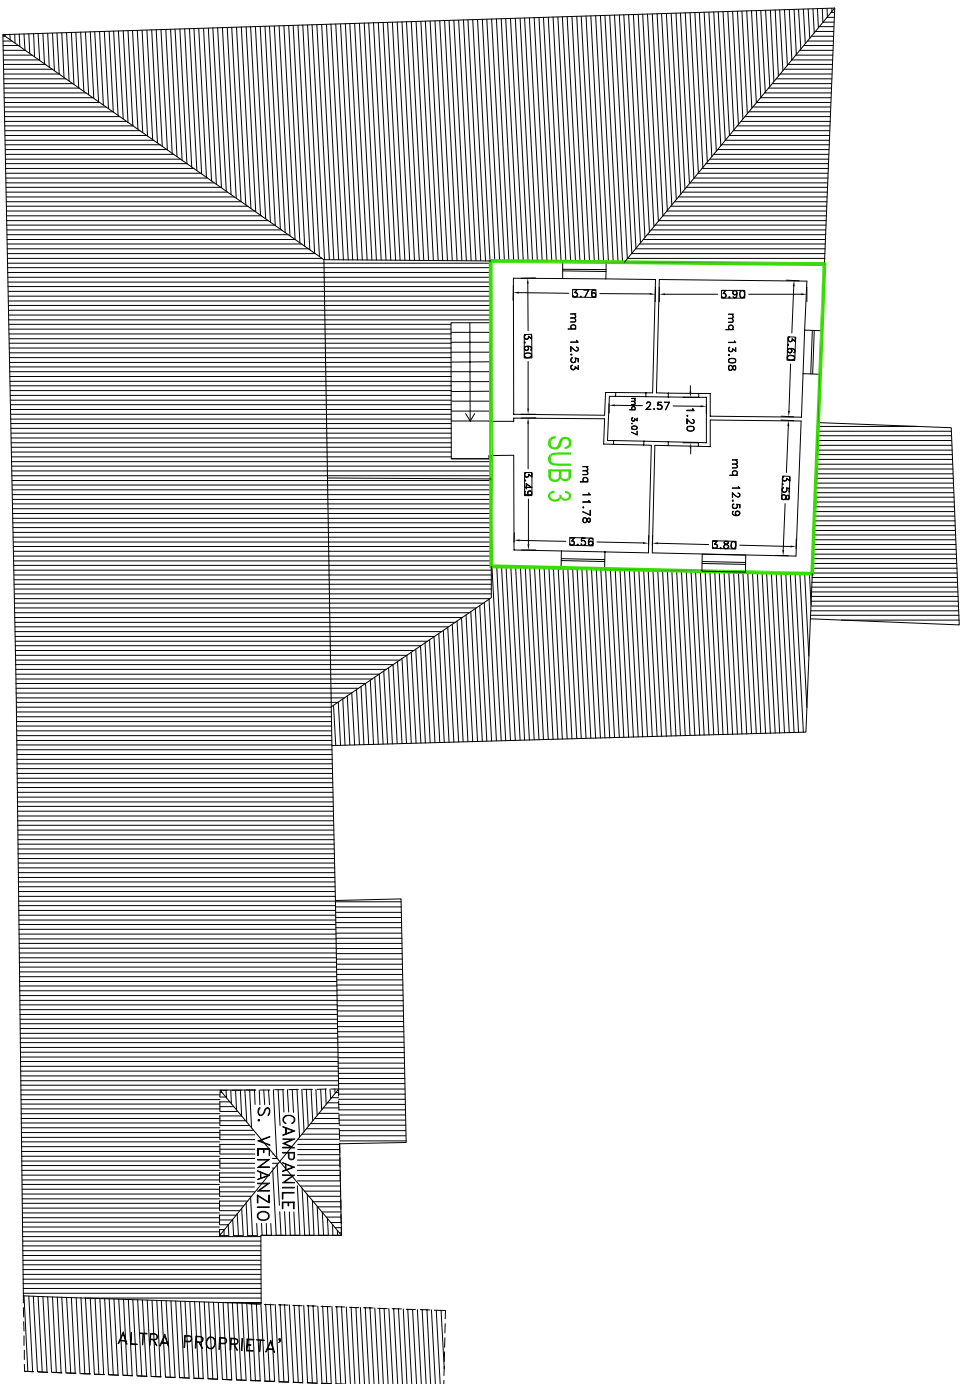 3.76
3.90
mq 12.53
mq 13.08
3.60
3.60
2.57
1.20
mq 3.07
SUB 3
mq 11.78
mq 12.59
3.49
3.58
3.56
3.80
CAMPANILE
S. VENANZIO
ALTRA PROPRIETA'